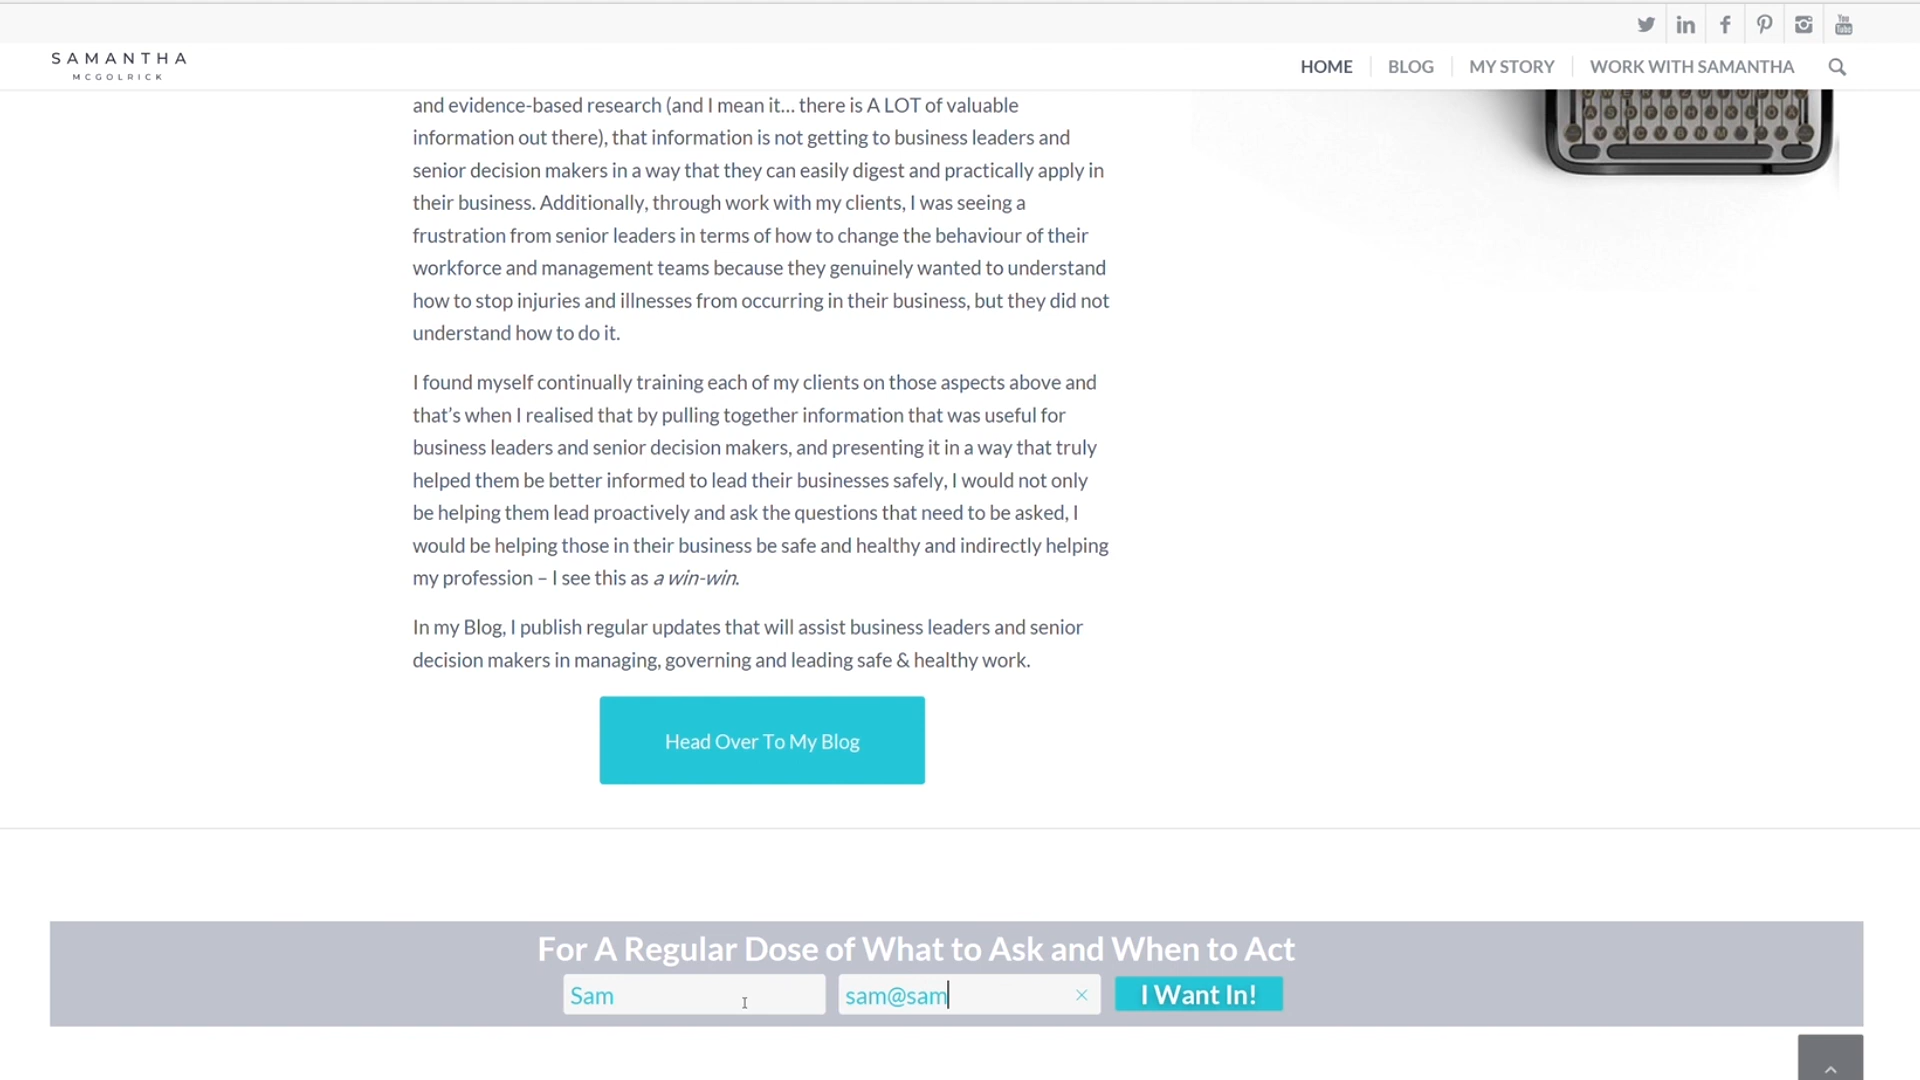 You
Tube
SAMANTHA
MCGOLRICK
HOME
BLOG
MY STORY
WORK WITH SAMANTHA
and evidence-based research (and I mean it… there is A LOT of valuable
information out there), that information is not getting to business leaders and
senior decision makers in a way that they can easily digest and practically apply in
their business. Additionally, through work with my clients, I was seeing a
frustration from senior leaders in terms of how to change the behaviour of their
workforce and management teams because they genuinely wanted to understand
how to stop injuries and illnesses from occurring in their business, but they did not
understand how to do it.
I found myself continually training each of my clients on those aspects above and
that’s when I realised that by pulling together information that was useful for
business leaders and senior decision makers, and presenting it in a way that truly
helped them be better informed to lead their businesses safely, I would not only
be helping them lead proactively and ask the questions that need to be asked, I
would be helping those in their business be safe and healthy and indirectly helping
my profession – I see this as a win-win.
In my Blog, I publish regular updates that will assist business leaders and senior
decision makers in managing, governing and leading safe & healthy work.
Head Over To My Blog
For A Regular Dose of What to Ask and When to Act
Sam
sam@sam
I Want In!